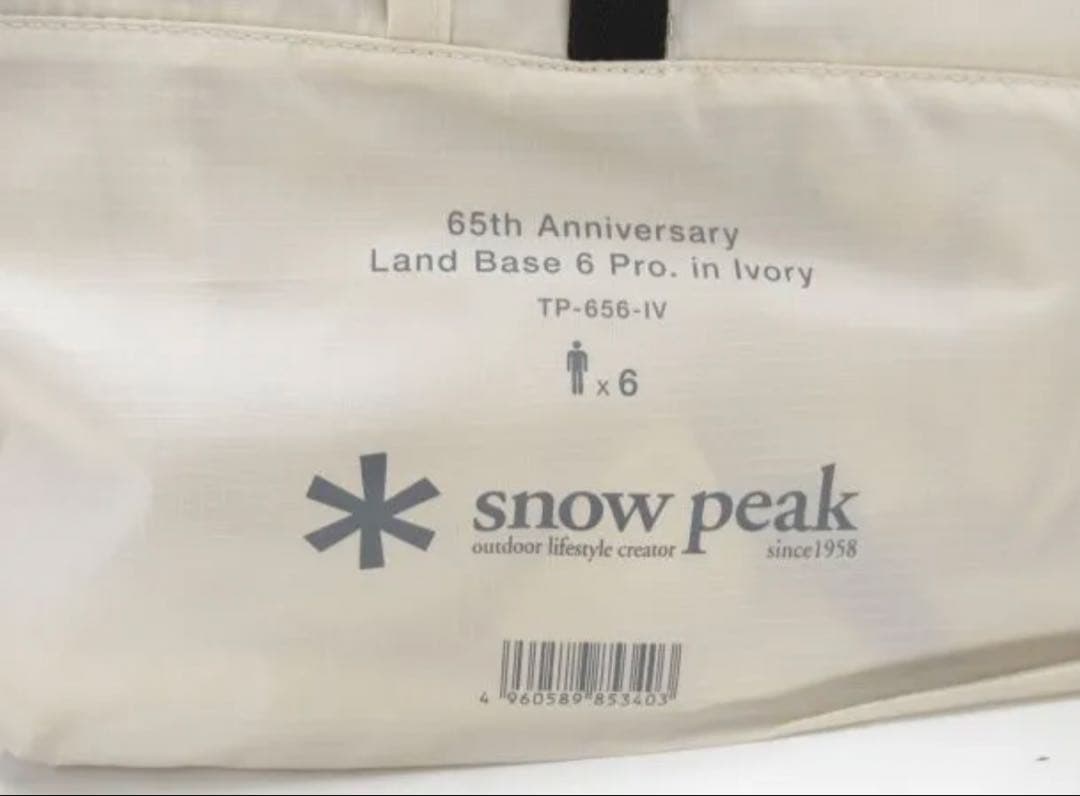 65th Anniversary
Land Base 6 Pro. in Ivory
TP-656-IV
x 6
snow peak
outdoor lifestyle creator since1958
4 960589 853403